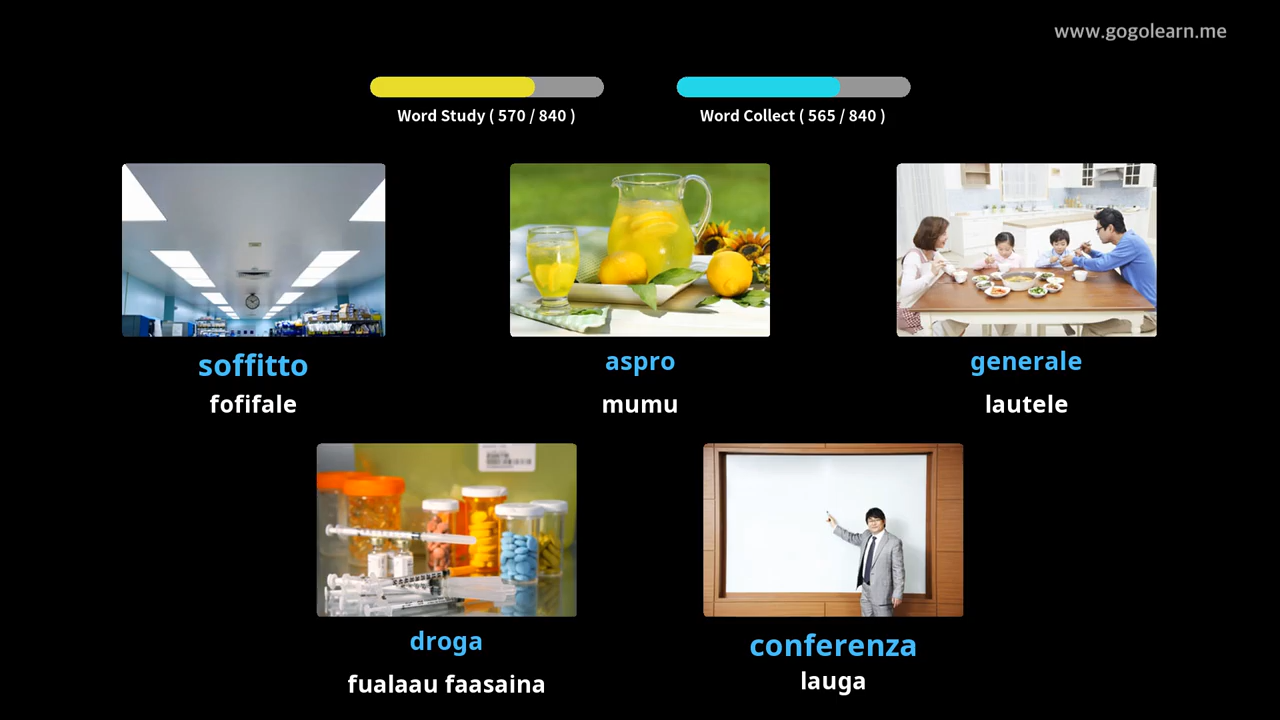 www.gogolearn.me
Word Study ( 570 / 840 )
Word Collect ( 565 / 840 )
soffitto
fofifale
aspro
mumu
generale
lautele
droga
fualaau faasaina
conferenza
lauga